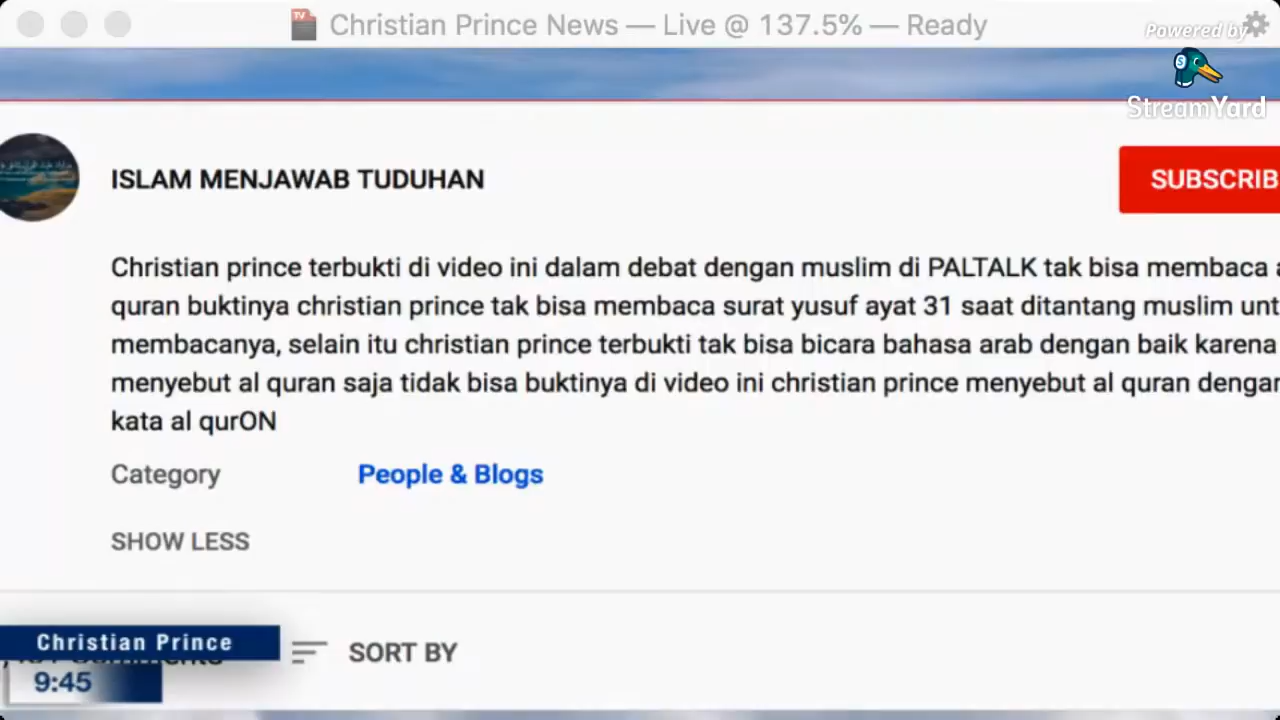 Christian Prince News — Live @ 137.5% — Ready
Powered by
StreamYard
ISLAM MENJAWAB TUDUHAN
SUBSCRIB
Christian prince terbukti di video ini dalam debat dengan muslim di PALTALK tak bisa membaca
quran buktinya christian prince tak bisa membaca surat yusuf ayat 31 saat ditantang muslim unt
membacanya, selain itu christian prince terbukti tak bisa bicara bahasa arab dengan baik karena
menyebut al quran saja tidak bisa buktinya di video ini christian prince menyebut al quran dengan
kata al qurON
Category People & Blogs
SHOW LESS
Christian Prince
SORT BY
9:45